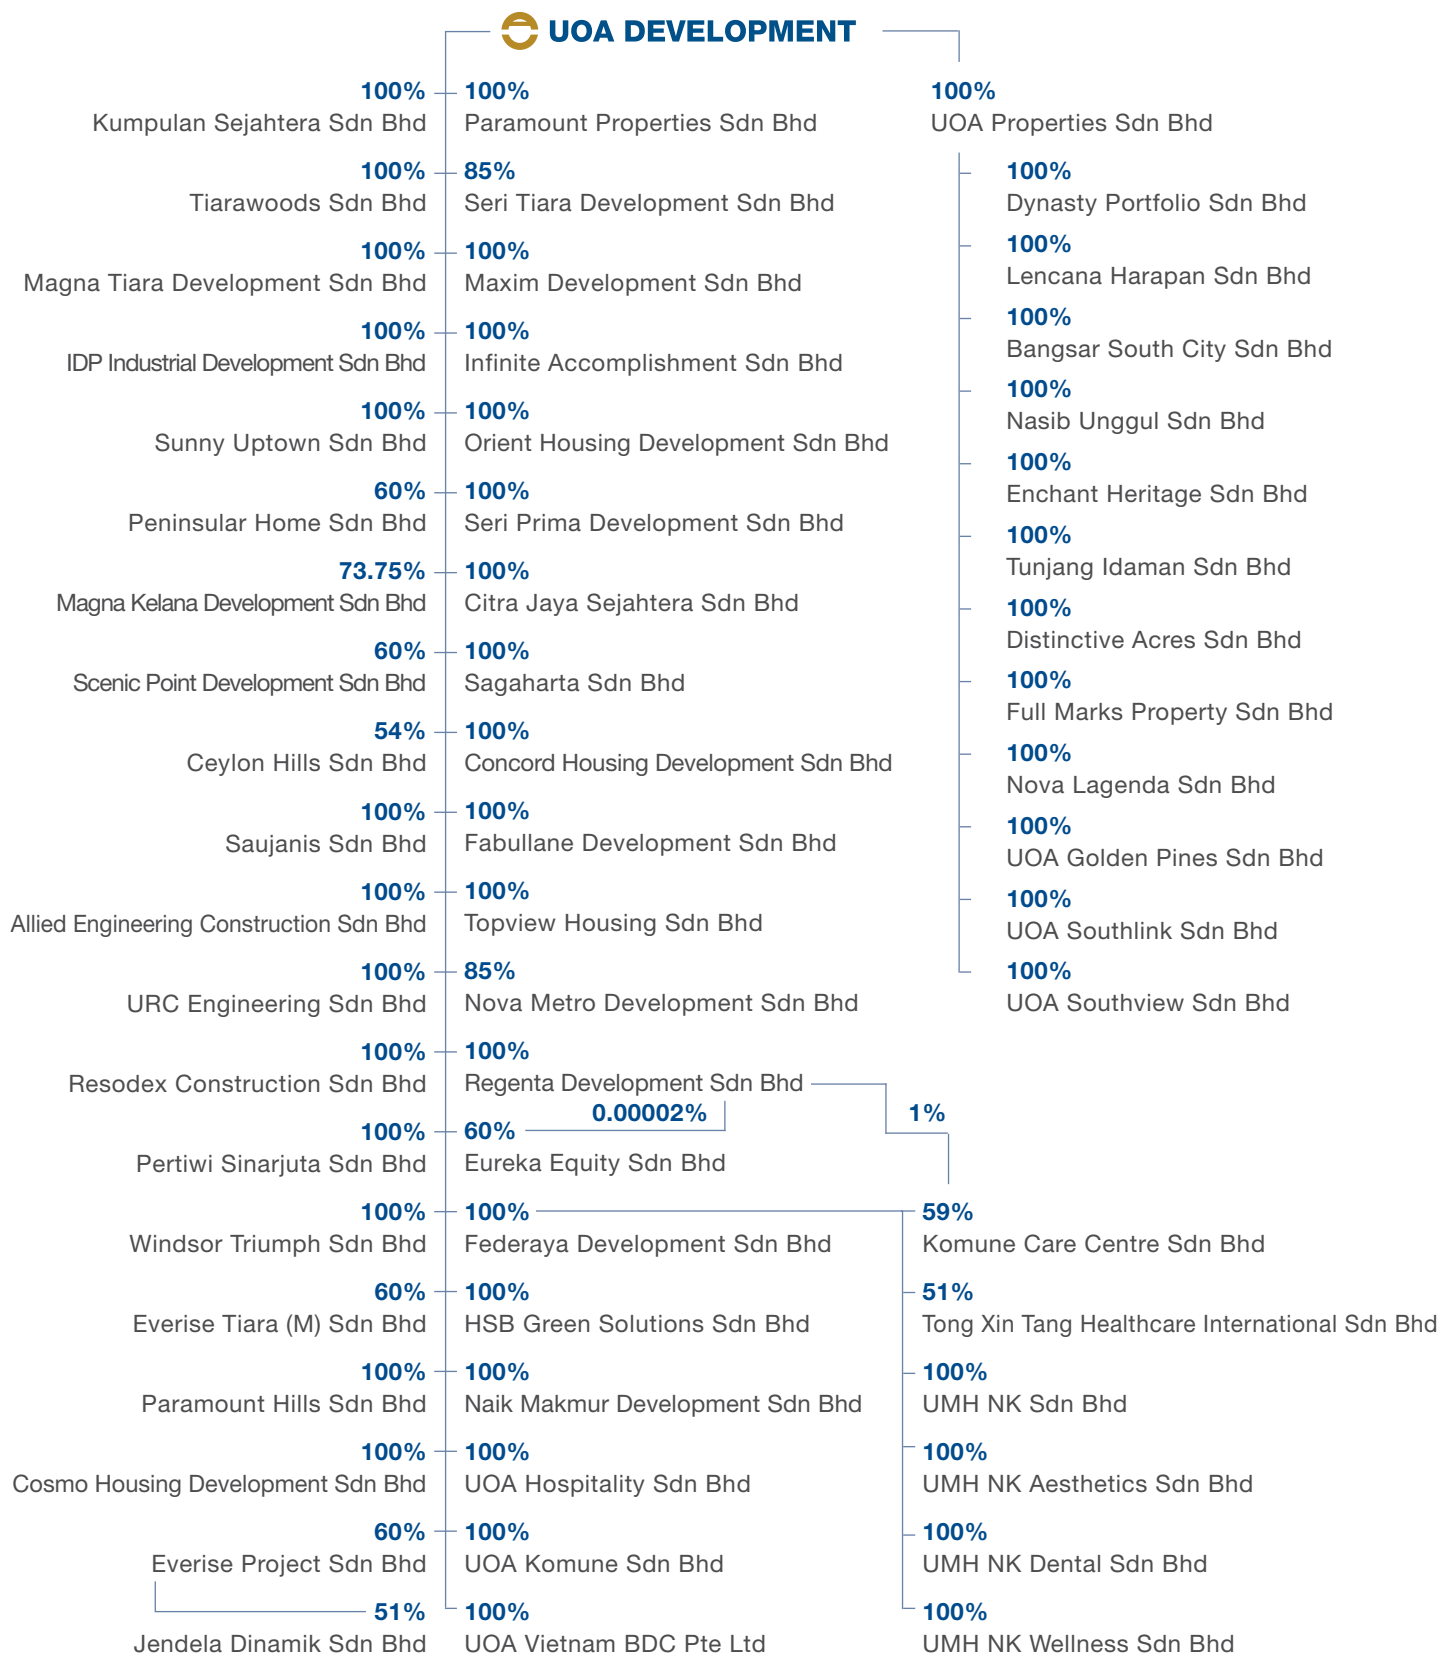 UOA DEVELOPMENT
100%
Kumpulan Sejahtera Sdn Bhd
100%
Tiarawoods Sdn Bhd
100%
Magna Tiara Development Sdn Bhd
100%
IDP Industrial Development Sdn Bhd
100%
Sunny Uptown Sdn Bhd
60%
Peninsular Home Sdn Bhd
73.75%
Magna Kelana Development Sdn Bhd
60%
Scenic Point Development Sdn Bhd
54%
Ceylon Hills Sdn Bhd
100%
Saujanis Sdn Bhd
100%
Allied Engineering Construction Sdn Bhd
100%
URC Engineering Sdn Bhd
100%
Resodex Construction Sdn Bhd
100%
Pertiwi Sinarjuta Sdn Bhd
100%
Windsor Triumph Sdn Bhd
60%
Everise Tiara (M) Sdn Bhd
100%
Paramount Hills Sdn Bhd
100%
Cosmo Housing Development Sdn Bhd
60%
Everise Project Sdn Bhd
51%
Jendela Dinamik Sdn Bhd
100%
Paramount Properties Sdn Bhd
85%
Seri Tiara Development Sdn Bhd
100%
Maxim Development Sdn Bhd
100%
Infinite Accomplishment Sdn Bhd
100%
Orient Housing Development Sdn Bhd
100%
Seri Prima Development Sdn Bhd
100%
Citra Jaya Sejahtera Sdn Bhd
100%
Sagaharta Sdn Bhd
100%
Concord Housing Development Sdn Bhd
100%
Fabullane Development Sdn Bhd
100%
Topview Housing Sdn Bhd
85%
Nova Metro Development Sdn Bhd
100%
Regenta Development Sdn Bhd
0.00002%
1%
60%
Eureka Equity Sdn Bhd
100%
Federaya Development Sdn Bhd
100%
HSB Green Solutions Sdn Bhd
100%
Naik Makmur Development Sdn Bhd
100%
UOA Hospitality Sdn Bhd
100%
UOA Komune Sdn Bhd
100%
UOA Vietnam BDC Pte Ltd
100%
UOA Properties Sdn Bhd
100%
Dynasty Portfolio Sdn Bhd
100%
Lencana Harapan Sdn Bhd
100%
Bangsar South City Sdn Bhd
100%
Nasib Unggul Sdn Bhd
100%
Enchant Heritage Sdn Bhd
100%
Tunjang Idaman Sdn Bhd
100%
Distinctive Acres Sdn Bhd
100%
Full Marks Property Sdn Bhd
100%
Nova Lagenda Sdn Bhd
100%
UOA Golden Pines Sdn Bhd
100%
UOA Southlink Sdn Bhd
100%
UOA Southview Sdn Bhd
59%
Komune Care Centre Sdn Bhd
51%
Tong Xin Tang Healthcare International Sdn Bhd
100%
UMH NK Sdn Bhd
100%
UMH NK Aesthetics Sdn Bhd
100%
UMH NK Dental Sdn Bhd
100%
UMH NK Wellness Sdn Bhd